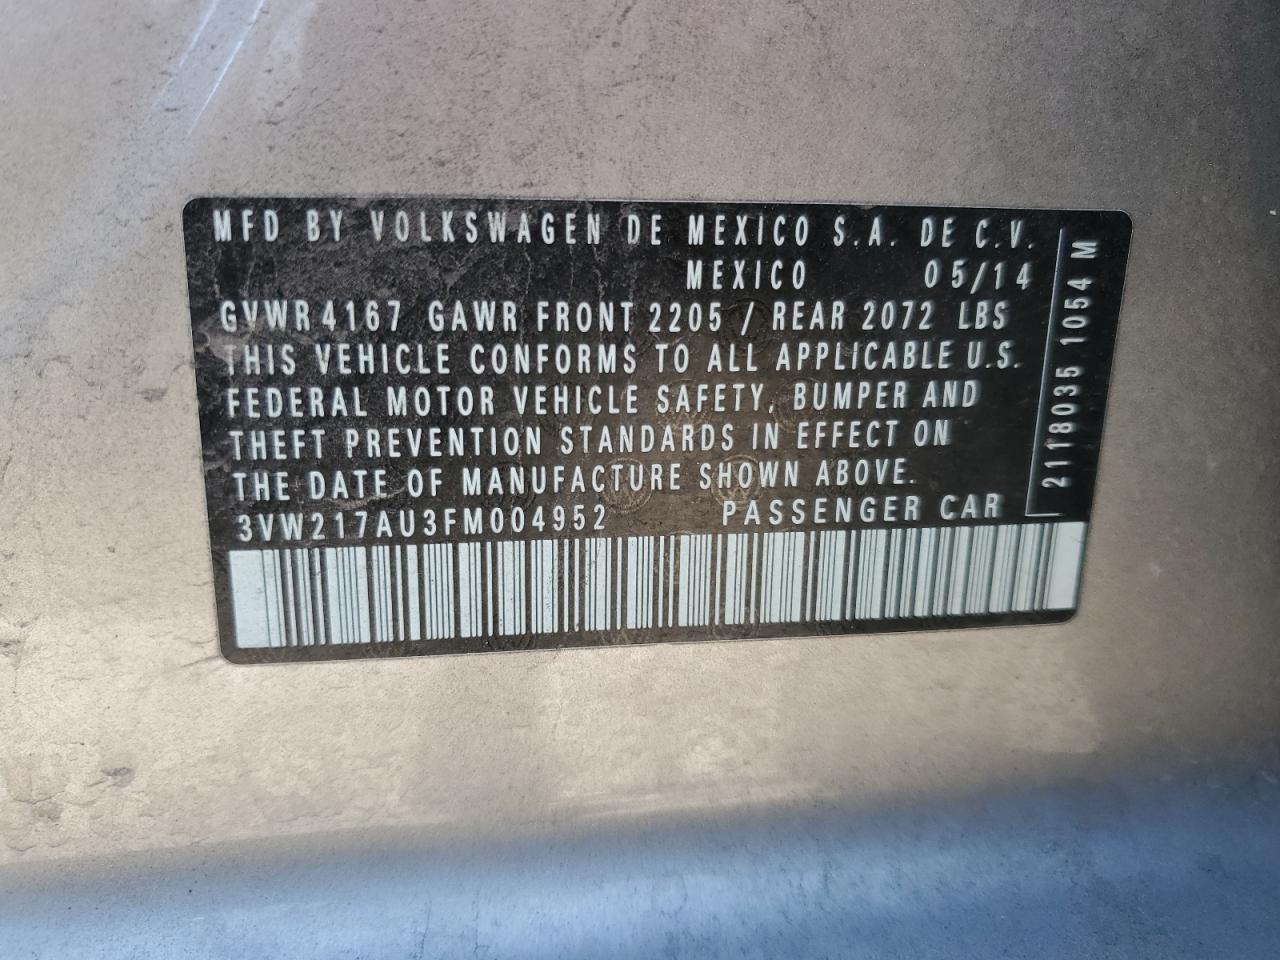 MFD BY VOLKSWAGEN DE MEXICO S.A. DE C.V.
MEXICO 05/14
GVWR 4167 GAWR FRONT 2205 / REAR 2072 LBS
THIS VEHICLE CONFORMS TO ALL APPLICABLE U.S.
FEDERAL MOTOR VEHICLE SAFETY, BUMPER AND
THEFT PREVENTION STANDARDS IN EFFECT ON
THE DATE OF MANUFACTURE SHOWN ABOVE.
3VW217AU3FM004952 PASSENGER CAR
2118035 1054 M